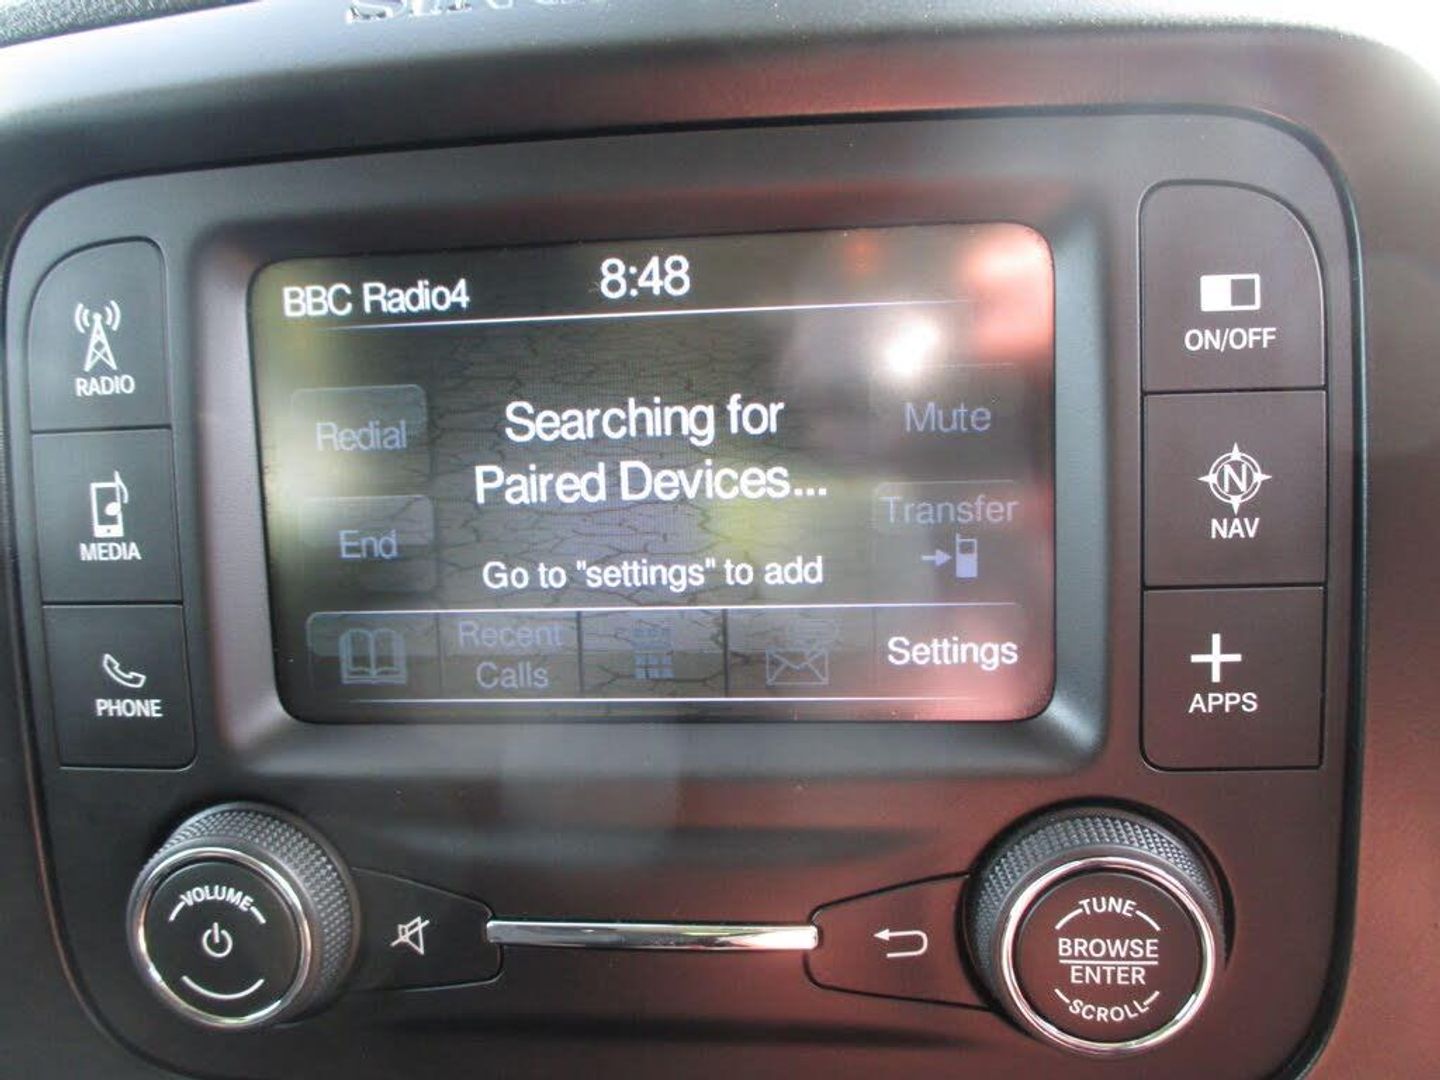 BBC Radio4
8:48
RADIO
MEDIA
PHONE
Redial
End
Searching for
Paired Devices...
Go to "settings" to add
Mute
Transfer
Recent
Calls
Settings
ON/OFF
N
NAV
APPS
VOLUME
TUNE
BROWSE
ENTER
SCROLL